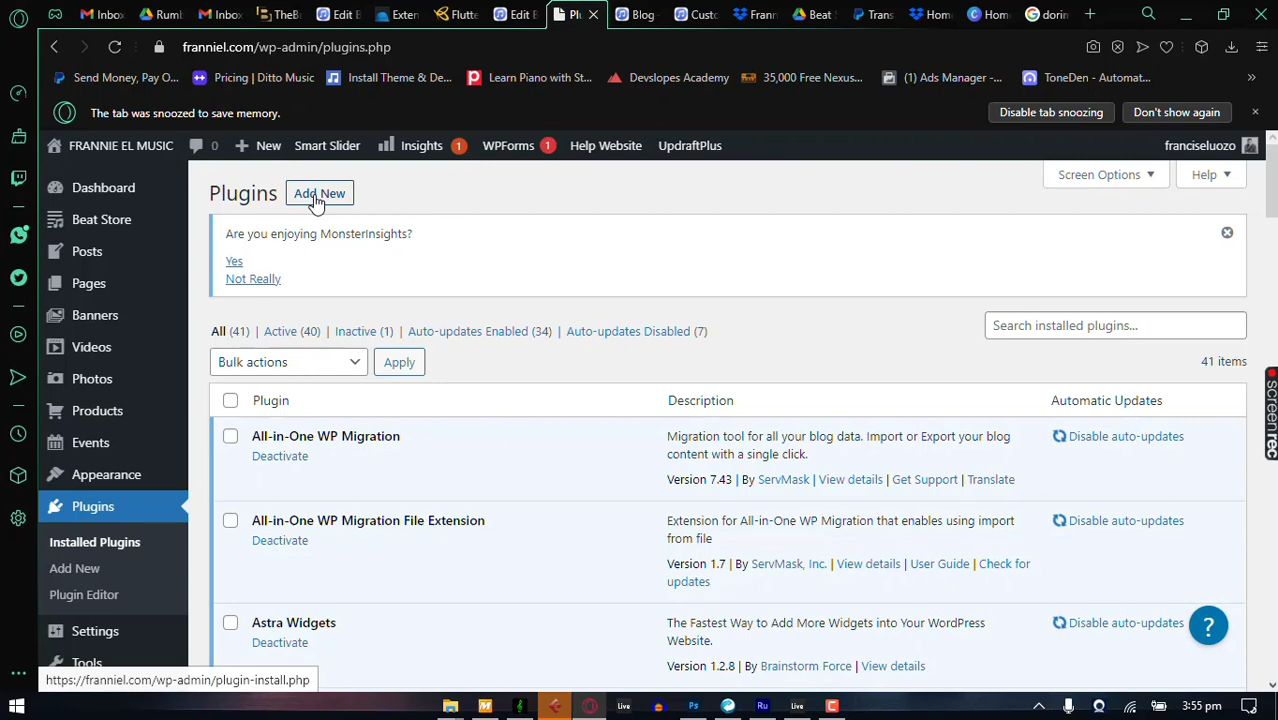 Inbox
Rumb
Inbox
TheB
Edit B
Exten
Flutte
Edit B
Plu
Blog
Custo
Frann
Beat S
Trans
Home
Home
dorin
franniel.com/wp-admin/plugins.php
Send Money, Pay O...
Pricing | Ditto Music
Install Theme & De...
Learn Piano with St...
Devslopes Academy
35,000 Free Nexus...
(1) Ads Manager -...
ToneDen - Automat...
»
The tab was snoozed to save memory.
Disable tab snoozing
Don't show again
FRANNIE EL MUSIC
0
New
Smart Slider
Insights
1
WPForms
1
Help Website
UpdraftPlus
franciseluozo
Dashboard
Beat Store
Posts
Pages
Banners
Videos
Photos
Products
Events
Appearance
Plugins
Installed Plugins
Add New
Plugin Editor
Settings
Tools
Screen Options
Help
Plugins
Add New
Are you enjoying MonsterInsights?
Yes
Not Really
All (41) | Active (40) | Inactive (1) | Auto-updates Enabled (34) | Auto-updates Disabled (7)
Search installed plugins...
Bulk actions
Apply
41 items
Plugin
Description
Automatic Updates
All-in-One WP Migration
Deactivate
Migration tool for all your blog data. Import or Export your blog
content with a single click.
Version 7.43 | By ServMask | View details | Get Support | Translate
Disable auto-updates
All-in-One WP Migration File Extension
Deactivate
Extension for All-in-One WP Migration that enables using import
from file
Version 1.7 | By ServMask, Inc. | View details | User Guide | Check for
updates
Disable auto-updates
Astra Widgets
Deactivate
The Fastest Way to Add More Widgets into Your WordPress
Website.
Version 1.2.8 | By Brainstorm Force | View details
Disable auto-updates
?
screenrec
https://franniel.com/wp-admin/plugin-install.php
Live
Ps
Ru
Live
3:55 pm